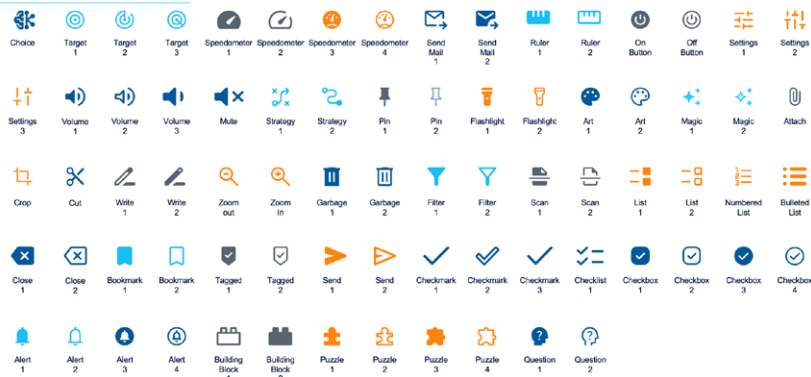 Choice Target Target Target Speedometer Speedometer Speedometer Speedometer Send Send Ruler Ruler On Off Settings Settings
1 2 3 1 2 3 4 Mail Mail 1 2 Button Button 1 2
1 2
Settings Volume Volume Volume Mute Strategy Strategy Pin Pin Flashlight Flashlight Art Art Magic Magic Attach
3 1 2 3 1 2 1 2 1 2 1 2 1 2
Crop Cut Write Write Zoom Zoom Garbage Garbage Filter Filter Scan Scan List List Numbered Bulleted
1 2 out In 1 2 1 2 1 2 1 2 List List
Close Close Bookmark Bookmark Tagged Tagged Send Send Checkmark Checkmark Checkmark Checklist Checkbox Checkbox Checkbox Checkbox
1 2 1 2 1 2 1 2 1 2 3 1 1 2 3 4
Alert Alert Alert Alert Building Building Puzzle Puzzle Puzzle Puzzle Question Question
1 2 3 4 Block Block 1 2 3 4 1 2